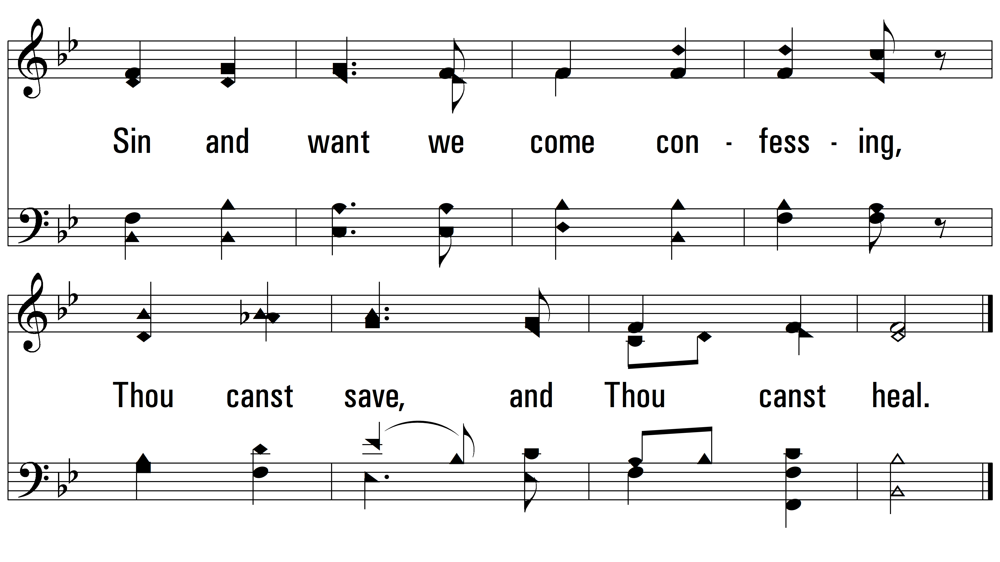 Sin and want we come con - fess - ing,
Thou canst save, and Thou canst heal.